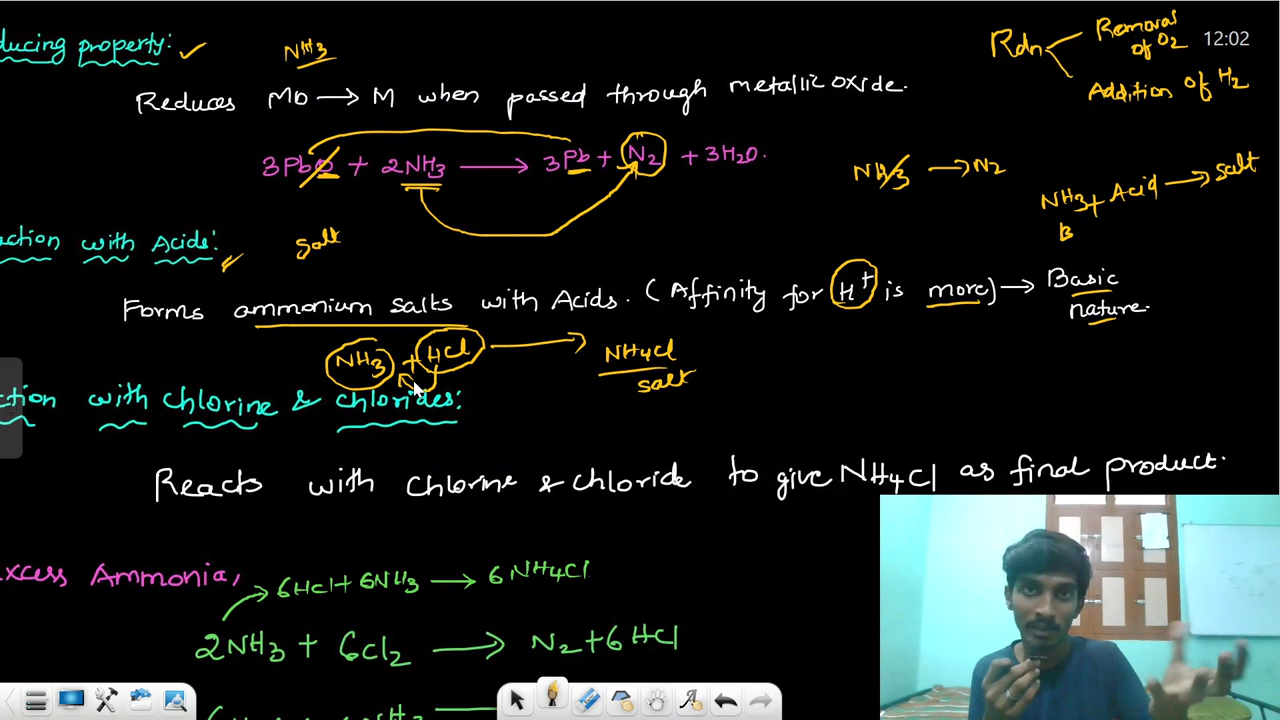 ducing property:
NH3
Rdn
Removal of O2
Addition of H2
12:02
Reduces MO → M when passed through metallic oxide.
3PbO + 2NH3 → 3Pb + N2 + 3H2O.
NH3 → N2
NH3 + Acid → salt
B
action with Acids:
salt
Forms ammonium salts with Acids. (Affinity for H+ is more) → Basic nature.
NH3 + HCl → NH4Cl
salt
ction with chlorine & chlorides:
Reacts with chlorine & chloride to give NH4Cl as final product.
xcess Ammonia,
6HCl + 6NH3 → 6NH4Cl
2NH3 + 6Cl2 → N2 + 6HCl